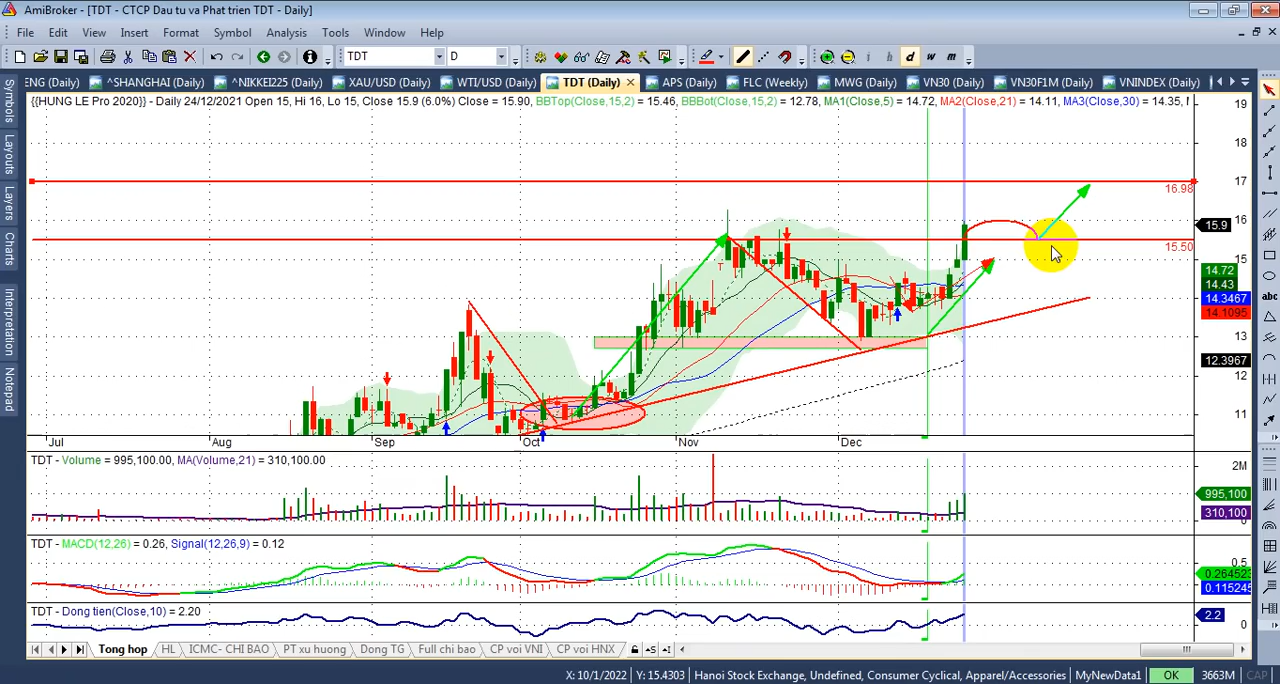 AmiBroker - [TDT - CTCP Dau tu va Phat trien TDT - Daily]
File Edit View Insert Format Symbol Analysis Tools Window Help
TDT D i h d w m
ENG (Daily) ^SHANGHAI (Daily) ^NIKKEI225 (Daily) XAU/USD (Daily) WTI/USD (Daily) TDT (Daily) APS (Daily) FLC (Weekly) MWG (Daily) VN30 (Daily) VN30F1M (Daily) VNINDEX (Daily)
{{HUNG LE Pro 2020}} - Daily 24/12/2021 Open 15, Hi 16, Lo 15, Close 15.9 (6.0%) Close = 15.90, BBTop(Close,15,2) = 15.46, BBBot(Close,15,2) = 12.78, MA1(Close,5) = 14.72, MA2(Close,21) = 14.11, MA3(Close,30) = 14.35, M
Symbols
Layouts
Layers
Charts
Interpretation
Notepad
abc
19
18
17
16.98
16
15.9
15.50
15
14.72
14.43
14.3467
14.1095
13
12.3967
12
11
Jul Aug Sep Oct Nov Dec
TDT - Volume = 995,100.00, MA(Volume,21) = 310,100.00
2M
995,100
310,100
0
TDT - MACD(12,26) = 0.26, Signal(12,26,9) = 0.12
0.5
0.264523
0.115245
TDT - Dong tien(Close,10) = 2.20
2.2
0
Tong hop HL ICMC- CHI BAO PT xu huong Dong TG Full chi bao CP voi VNI CP voi HNX
X: 10/1/2022 Y: 15.4303 Hanoi Stock Exchange, Undefined, Consumer Cyclical, Apparel/Accessories MyNewData1 OK 3663M CAP